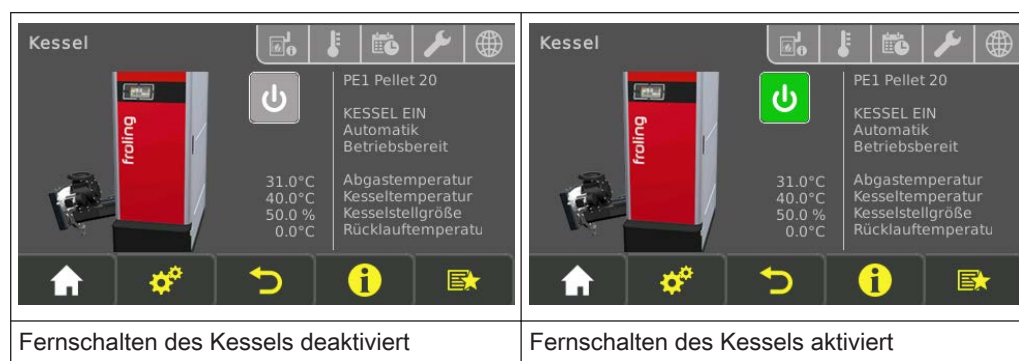 Kessel
froling
PE1 Pellet 20
KESSEL EIN
Automatik
Betriebsbereit
31.0°C Abgastemperatur
40.0°C Kesseltemperatur
50.0 % Kesselstellgröße
0.0°C Rücklauftemperatu
Fernschalten des Kessels deaktiviert
Kessel
froling
PE1 Pellet 20
KESSEL EIN
Automatik
Betriebsbereit
31.0°C Abgastemperatur
40.0°C Kesseltemperatur
50.0 % Kesselstellgröße
0.0°C Rücklauftemperatu
Fernschalten des Kessels aktiviert